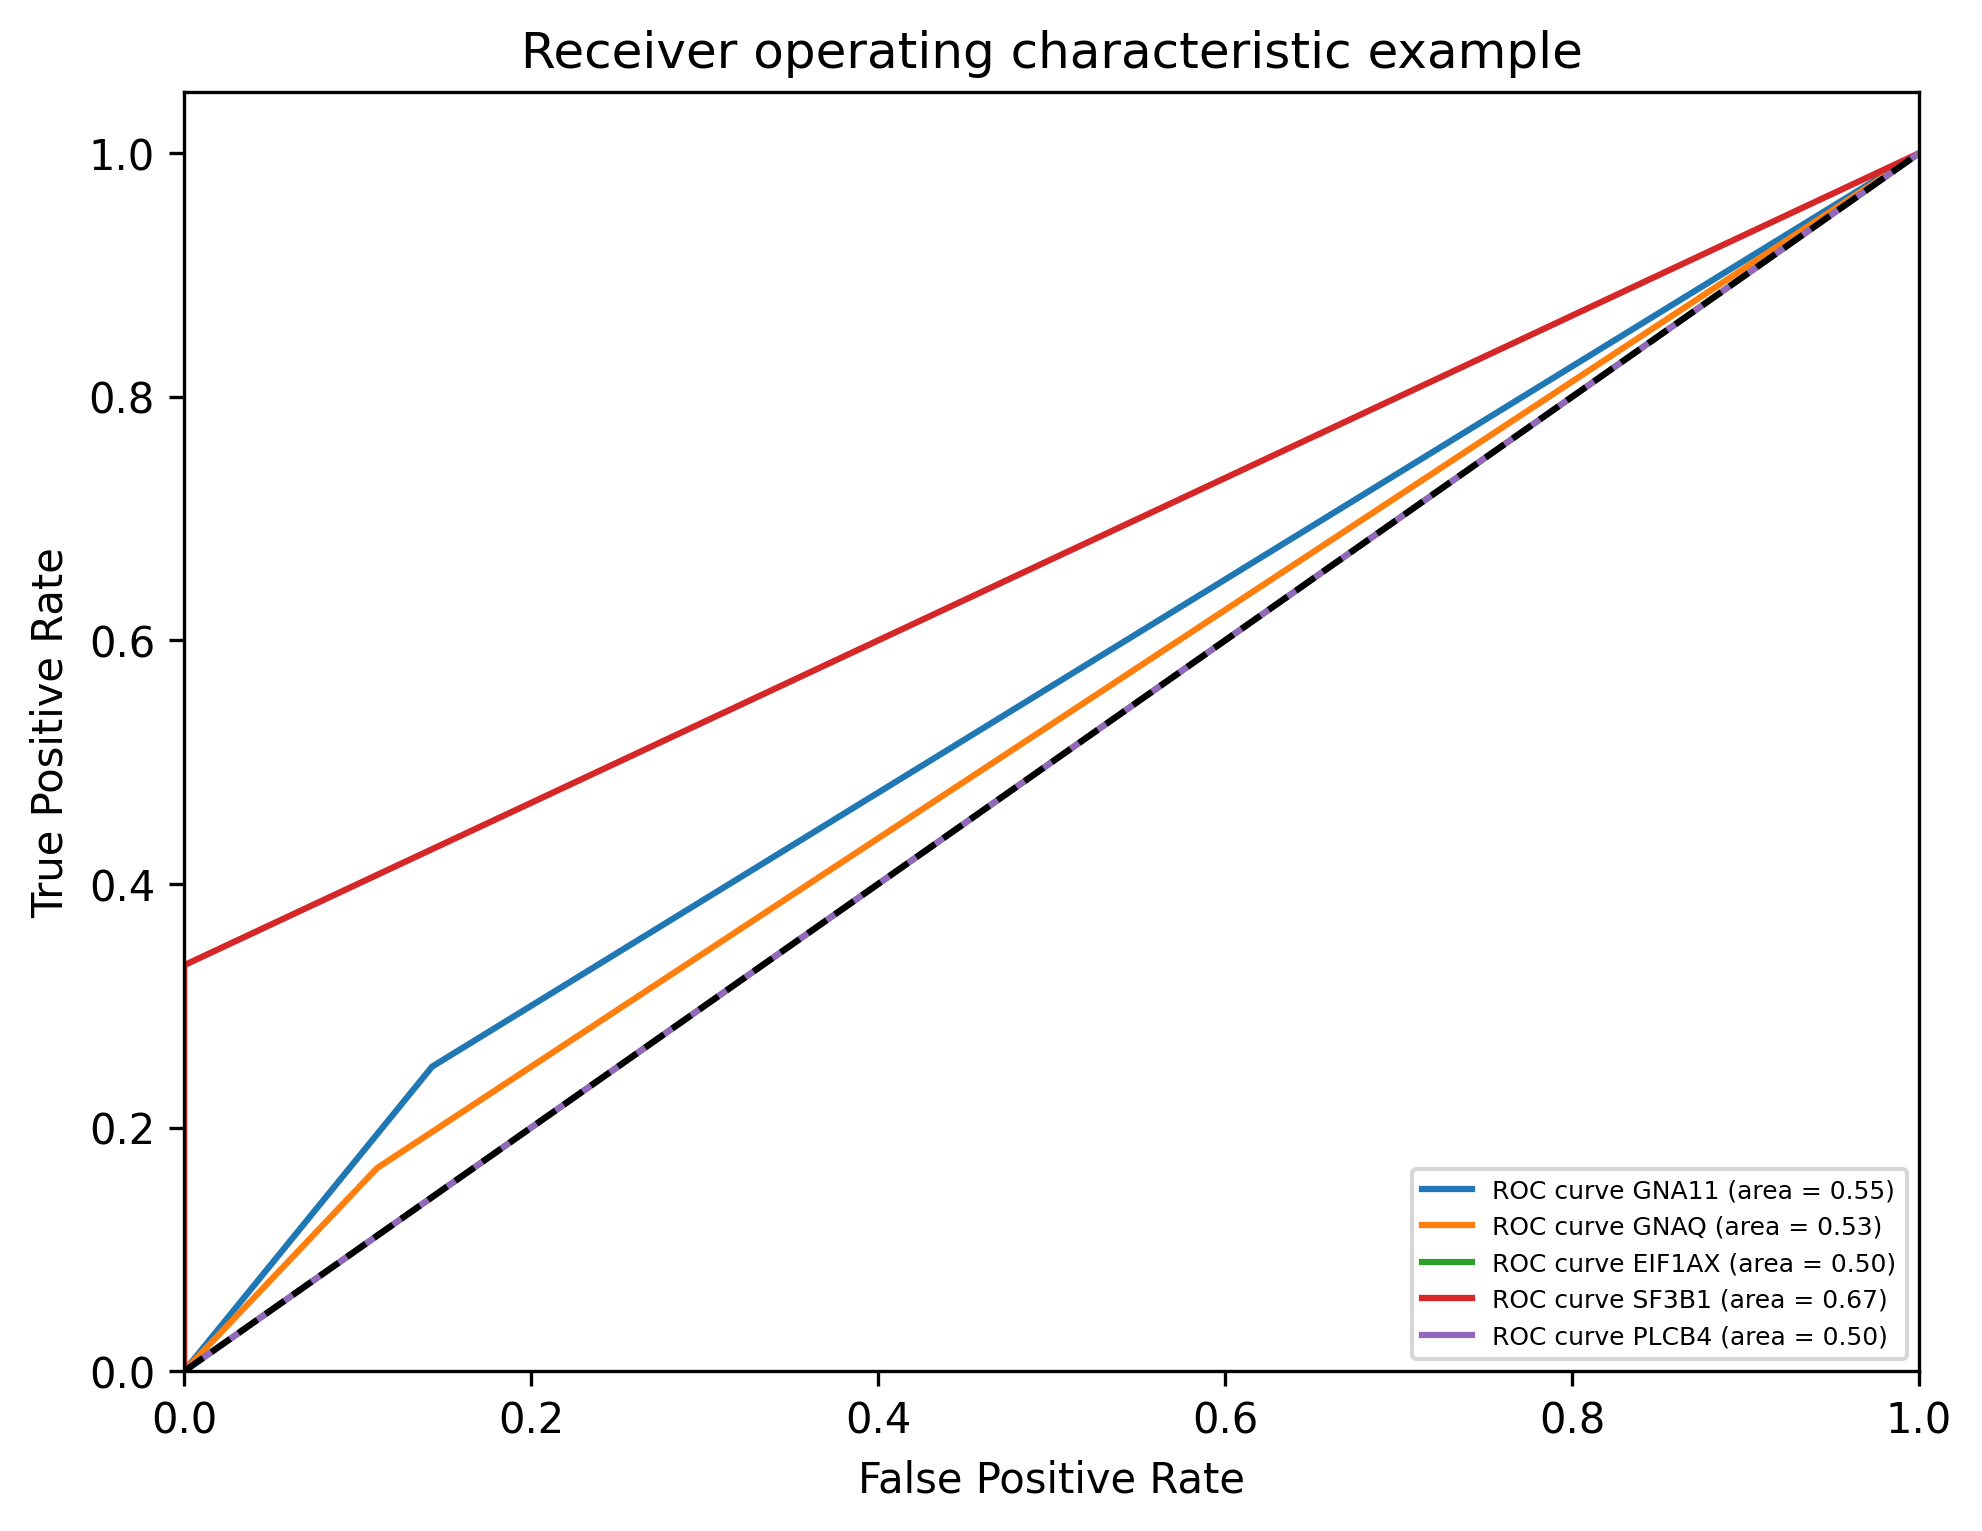 Receiver operating characteristic example
1.0
0.8
0.6
0.4
0.2
0.0
True Positive Rate
ROC curve GNA11 (area = 0.55)
ROC curve GNAQ (area = 0.53)
ROC curve EIF1AX (area = 0.50)
ROC curve SF3B1 (area = 0.67)
ROC curve PLCB4 (area = 0.50)
0.0 0.2 0.4 0.6 0.8 1.0
False Positive Rate